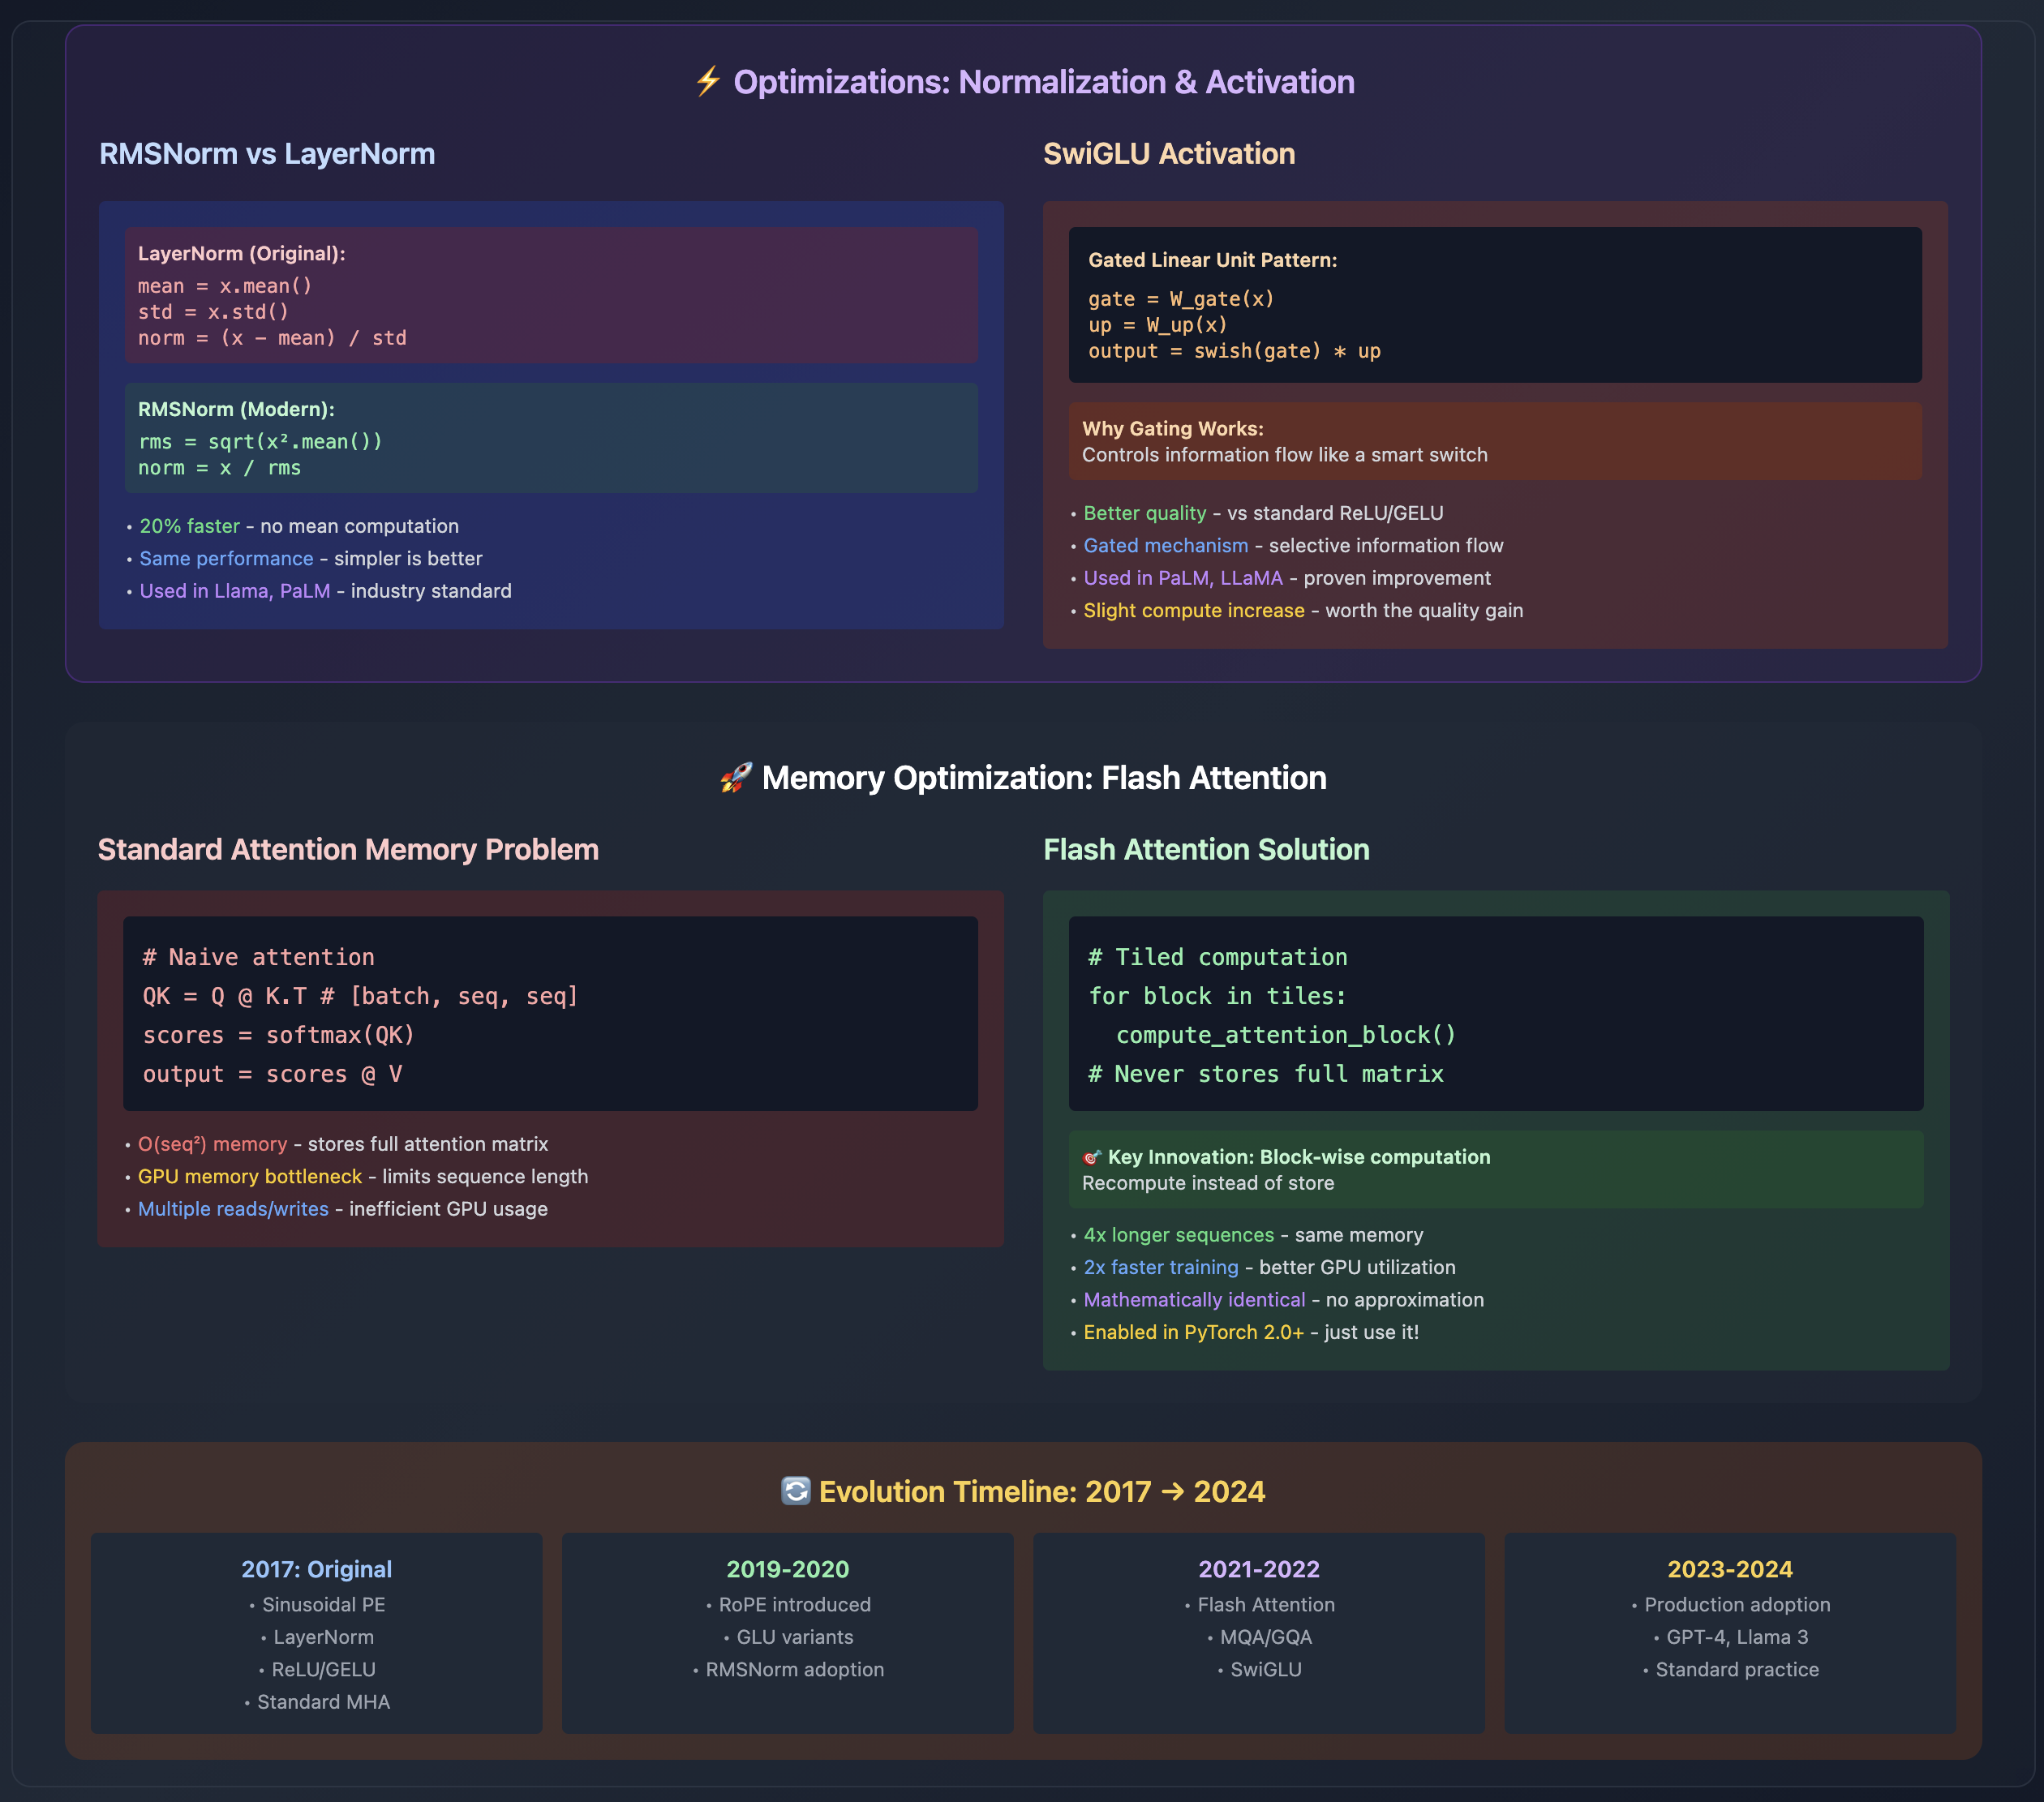 ⚡ Optimizations: Normalization & Activation
RMSNorm vs LayerNorm
LayerNorm (Original):
mean = x.mean()
std = x.std()
norm = (x - mean) / std
RMSNorm (Modern):
rms = sqrt(x².mean())
norm = x / rms
• 20% faster - no mean computation
• Same performance - simpler is better
• Used in Llama, PaLM - industry standard
SwiGLU Activation
Gated Linear Unit Pattern:
gate = W_gate(x)
up = W_up(x)
output = swish(gate) * up
Why Gating Works:
Controls information flow like a smart switch
• Better quality - vs standard ReLU/GELU
• Gated mechanism - selective information flow
• Used in PaLM, LLaMA - proven improvement
• Slight compute increase - worth the quality gain
🚀 Memory Optimization: Flash Attention
Standard Attention Memory Problem
# Naive attention
QK = Q @ K.T # [batch, seq, seq]
scores = softmax(QK)
output = scores @ V
• O(seq²) memory - stores full attention matrix
• GPU memory bottleneck - limits sequence length
• Multiple reads/writes - inefficient GPU usage
Flash Attention Solution
# Tiled computation
for block in tiles:
  compute_attention_block()
# Never stores full matrix
🎯 Key Innovation: Block-wise computation
Recompute instead of store
• 4x longer sequences - same memory
• 2x faster training - better GPU utilization
• Mathematically identical - no approximation
• Enabled in PyTorch 2.0+ - just use it!
🔄 Evolution Timeline: 2017 → 2024
2017: Original
• Sinusoidal PE
• LayerNorm
• ReLU/GELU
• Standard MHA
2019-2020
• RoPE introduced
• GLU variants
• RMSNorm adoption
2021-2022
• Flash Attention
• MQA/GQA
• SwiGLU
2023-2024
• Production adoption
• GPT-4, Llama 3
• Standard practice